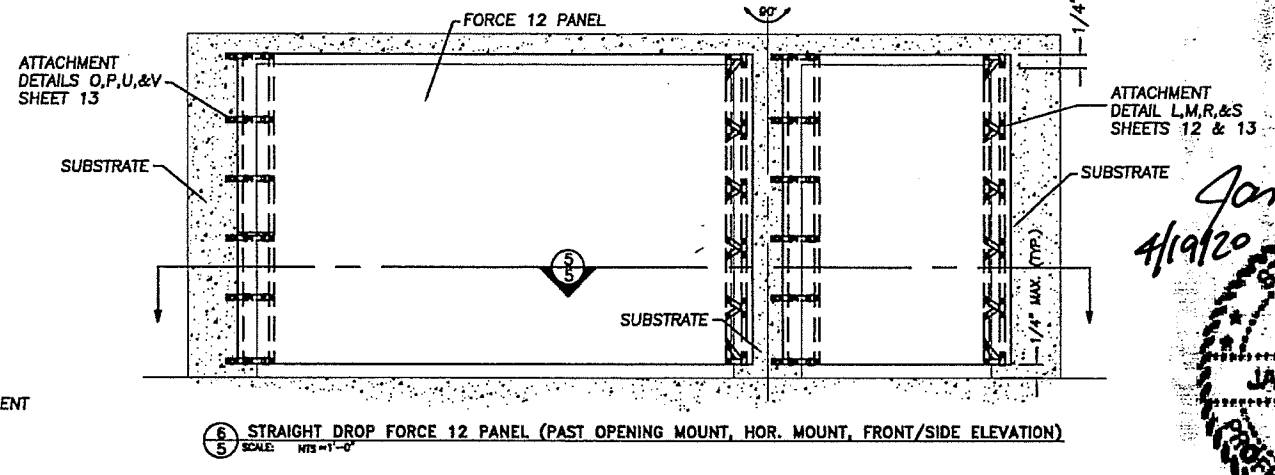 90°
1/4"
FORCE 12 PANEL
ATTACHMENT
DETAILS O,P,U,&V
SHEET 13
ATTACHMENT
DETAIL L,M,R,&S
SHEETS 12 & 13
SUBSTRATE
SUBSTRATE
4/19/20
5
5
1/4" MAX. (TYP.)
SUBSTRATE
JA
ENT
6
5
STRAIGHT DROP FORCE 12 PANEL (PAST OPENING MOUNT, HOR. MOUNT, FRONT/SIDE ELEVATION)
SCALE: NTS=1'-0"